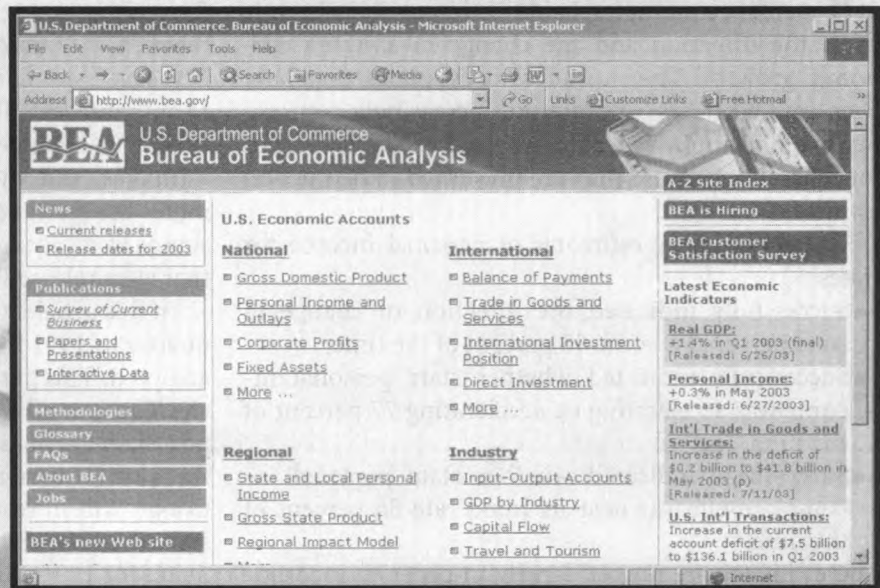 U.S. Department of Commerce. Bureau of Economic Analysis - Microsoft Internet Explorer
File Edit View Favorites Tools Help
Back Search Favorites Media
Address http://www.bea.gov/ Go Links Customize Links Free Hotmail
BEA
U.S. Department of Commerce
Bureau of Economic Analysis
News
Current releases
Release dates for 2003
Publications
Survey of Current
Business
Papers and
Presentations
Interactive Data
Methodologies
Glossary
FAQs
About BEA
Jobs
BEA's new Web site
U.S. Economic Accounts
National
Gross Domestic Product
Personal Income and
Outlays
Corporate Profits
Fixed Assets
More ...
International
Balance of Payments
Trade in Goods and
Services
International Investment
Position
Direct Investment
More
Regional
State and Local Personal
Income
Gross State Product
Regional Impact Model
Industry
Input-Output Accounts
GDP by Industry
Capital Flow
Travel and Tourism
A-Z Site Index
BEA is Hiring
BEA Customer
Satisfaction Survey
Latest Economic
Indicators
Real GDP:
+1.4% in Q1 2003 (final)
[Released: 6/26/03]
Personal Income:
+0.3% in May 2003
[Released: 6/27/2003]
Int'l Trade in Goods and
Services:
Increase in the deficit of
$0.2 billion to $41.8 billion in
May 2003 (p)
[Released: 7/11/03]
U.S. Int'l Transactions:
Increase in the current
account deficit of $7.5 billion
to $136.1 billion in Q1 2003
Internet